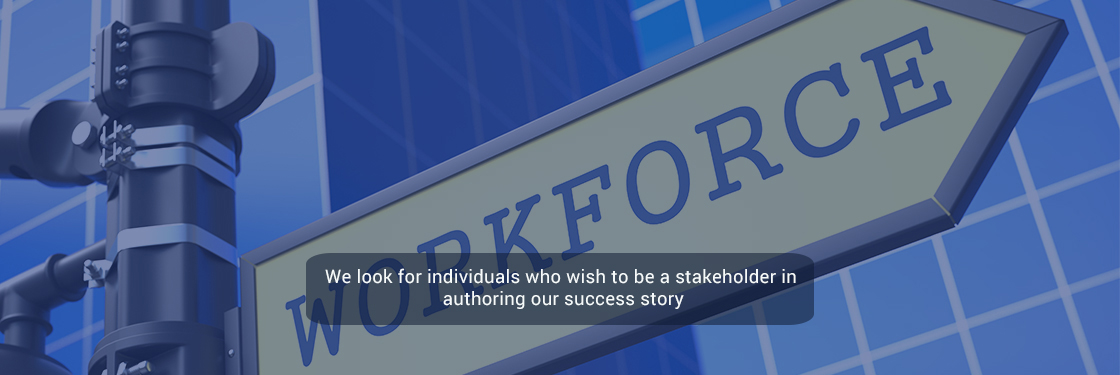 WORKFORCE
We look for individuals who wish to be a stakeholder in
authoring our success story